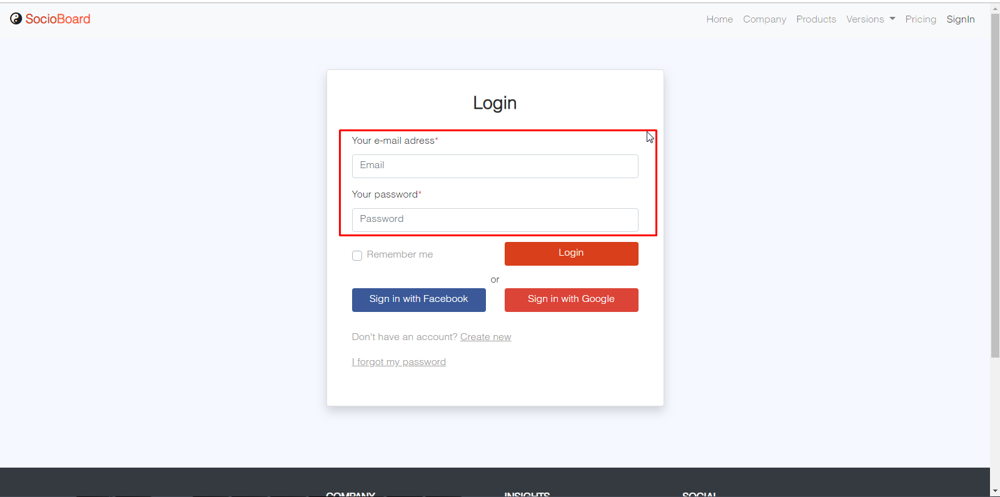 SocioBoard
Home Company Products Versions Pricing SignIn
Login
Your e-mail adress*
Email
Your password*
Password
Remember me
Login
or
Sign in with Facebook
Sign in with Google
Don't have an account? Create new
I forgot my password
COMPANY INSIGHTS SOCIAL